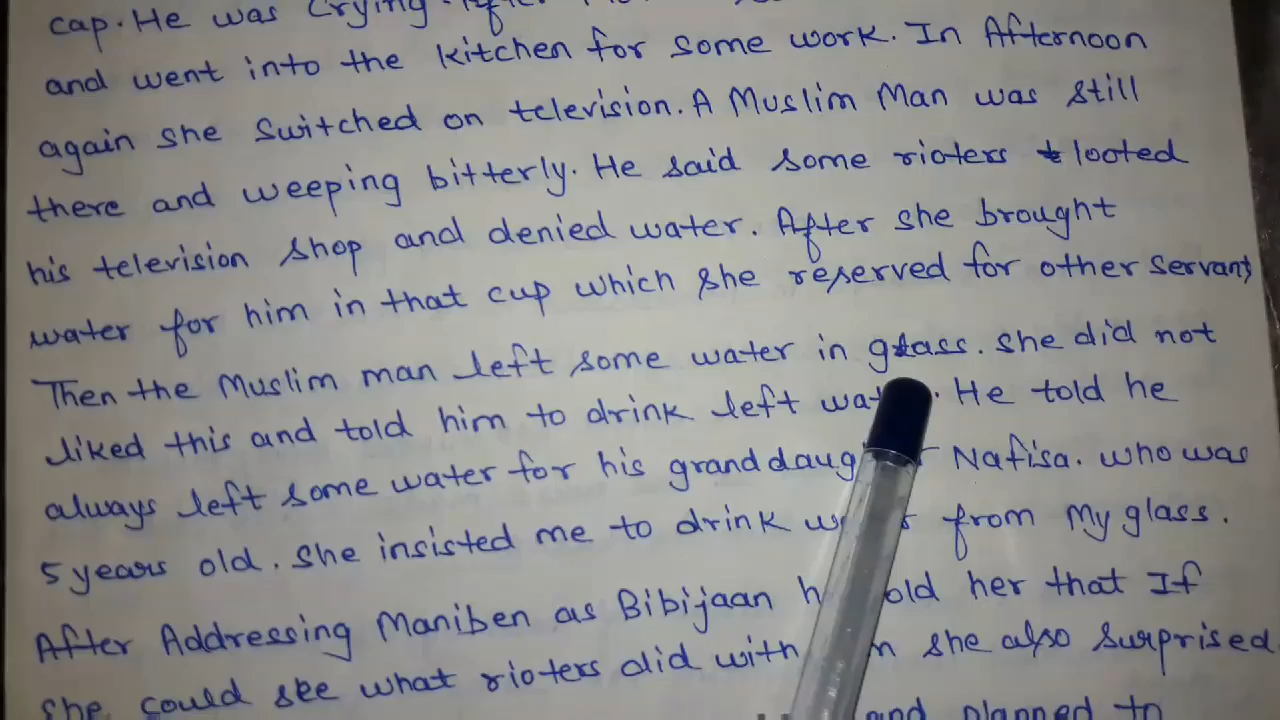 cap. He was crying. After
and went into the kitchen for some work. In Afternoon
again she switched on television. A Muslim Man was still
there and weeping bitterly. He said some rioters looted
his television shop and denied water. After she brought
water for him in that cup which she reserved for other servants
Then the Muslim man left some water in glass. she did not
liked this and told him to drink left wat . He told he
always left some water for his granddaug Nafisa. who was
5 years old. She insisted me to drink from My glass.
After Addressing Maniben as Bibijaan old her that If
she could see what rioters did with she also surprised
and planned to